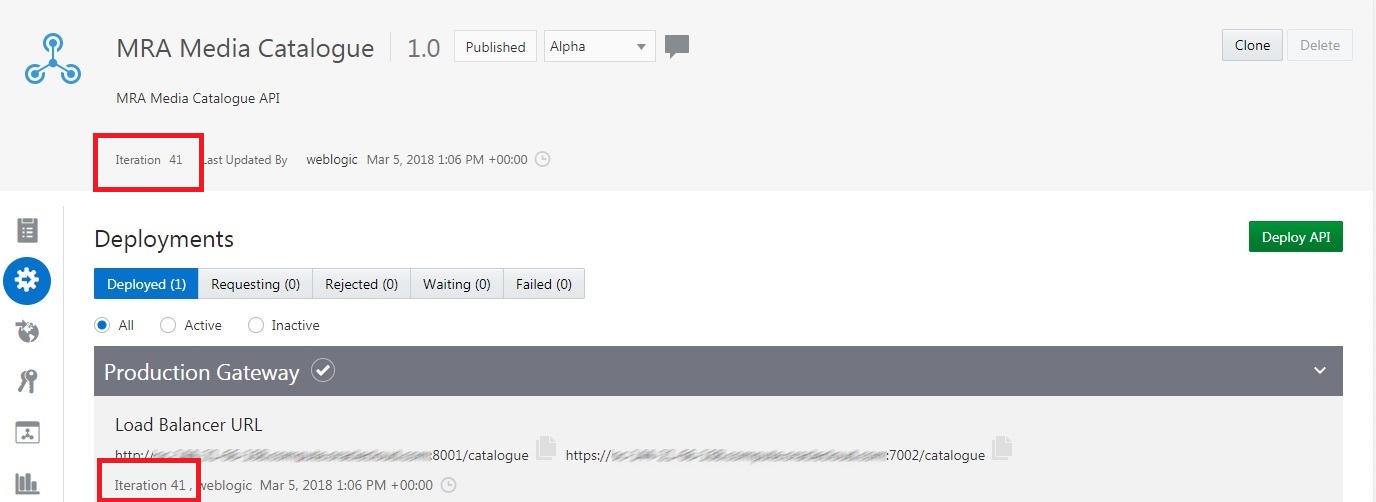 MRA Media Catalogue 1.0 Published Alpha Clone Delete
MRA Media Catalogue API
Iteration 41 Last Updated By weblogic Mar 5, 2018 1:06 PM +00:00
Deployments Deploy API
Deployed (1) Requesting (0) Rejected (0) Waiting (0) Failed (0)
All Active Inactive
Production Gateway
Load Balancer URL
http:/ :8001/catalogue https:// :7002/catalogue
Iteration 41 , weblogic Mar 5, 2018 1:06 PM +00:00